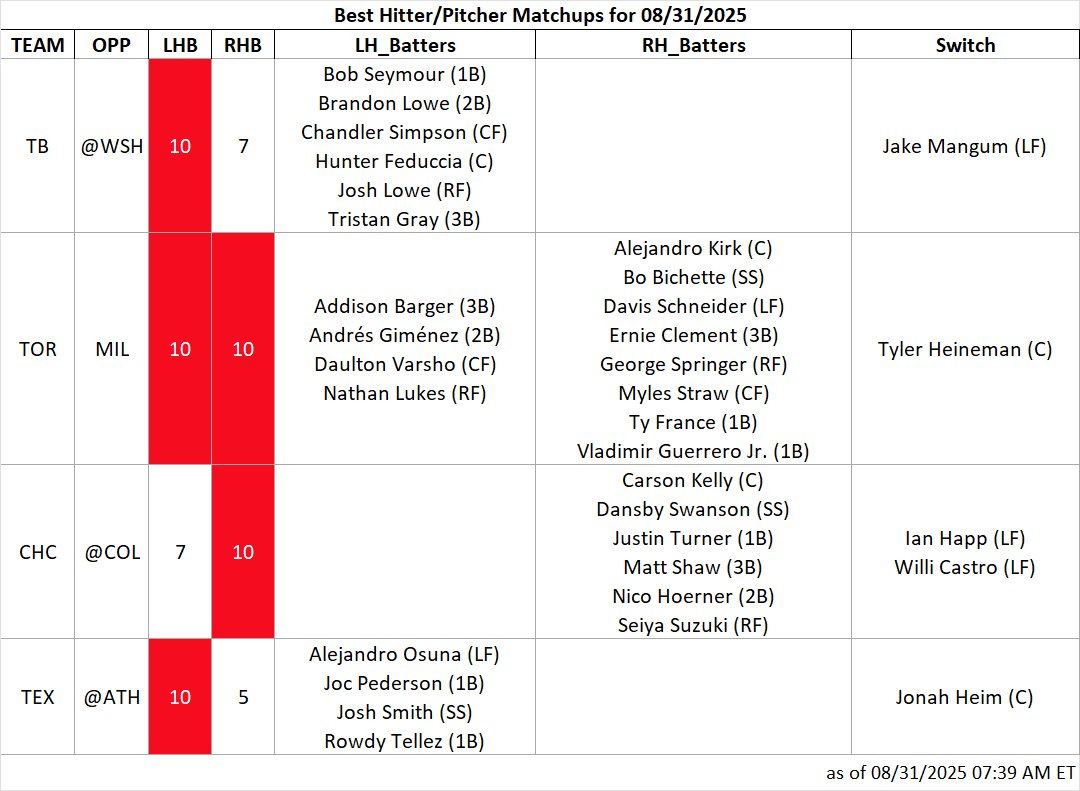 Best Hitter/Pitcher Matchups for 08/31/2025
TEAM OPP LHB RHB LH_Batters RH_Batters Switch
TB @WSH 10 7
Bob Seymour (1B)
Brandon Lowe (2B)
Chandler Simpson (CF)
Hunter Feduccia (C)
Josh Lowe (RF)
Tristan Gray (3B)
Jake Mangum (LF)
TOR MIL 10 10
Addison Barger (3B)
Andrés Giménez (2B)
Daulton Varsho (CF)
Nathan Lukes (RF)
Alejandro Kirk (C)
Bo Bichette (SS)
Davis Schneider (LF)
Ernie Clement (3B)
George Springer (RF)
Myles Straw (CF)
Ty France (1B)
Vladimir Guerrero Jr. (1B)
Tyler Heineman (C)
CHC @COL 7 10
Carson Kelly (C)
Dansby Swanson (SS)
Justin Turner (1B)
Matt Shaw (3B)
Nico Hoerner (2B)
Seiya Suzuki (RF)
Ian Happ (LF)
Willi Castro (LF)
TEX @ATH 10 5
Alejandro Osuna (LF)
Joc Pederson (1B)
Josh Smith (SS)
Rowdy Tellez (1B)
Jonah Heim (C)
as of 08/31/2025 07:39 AM ET